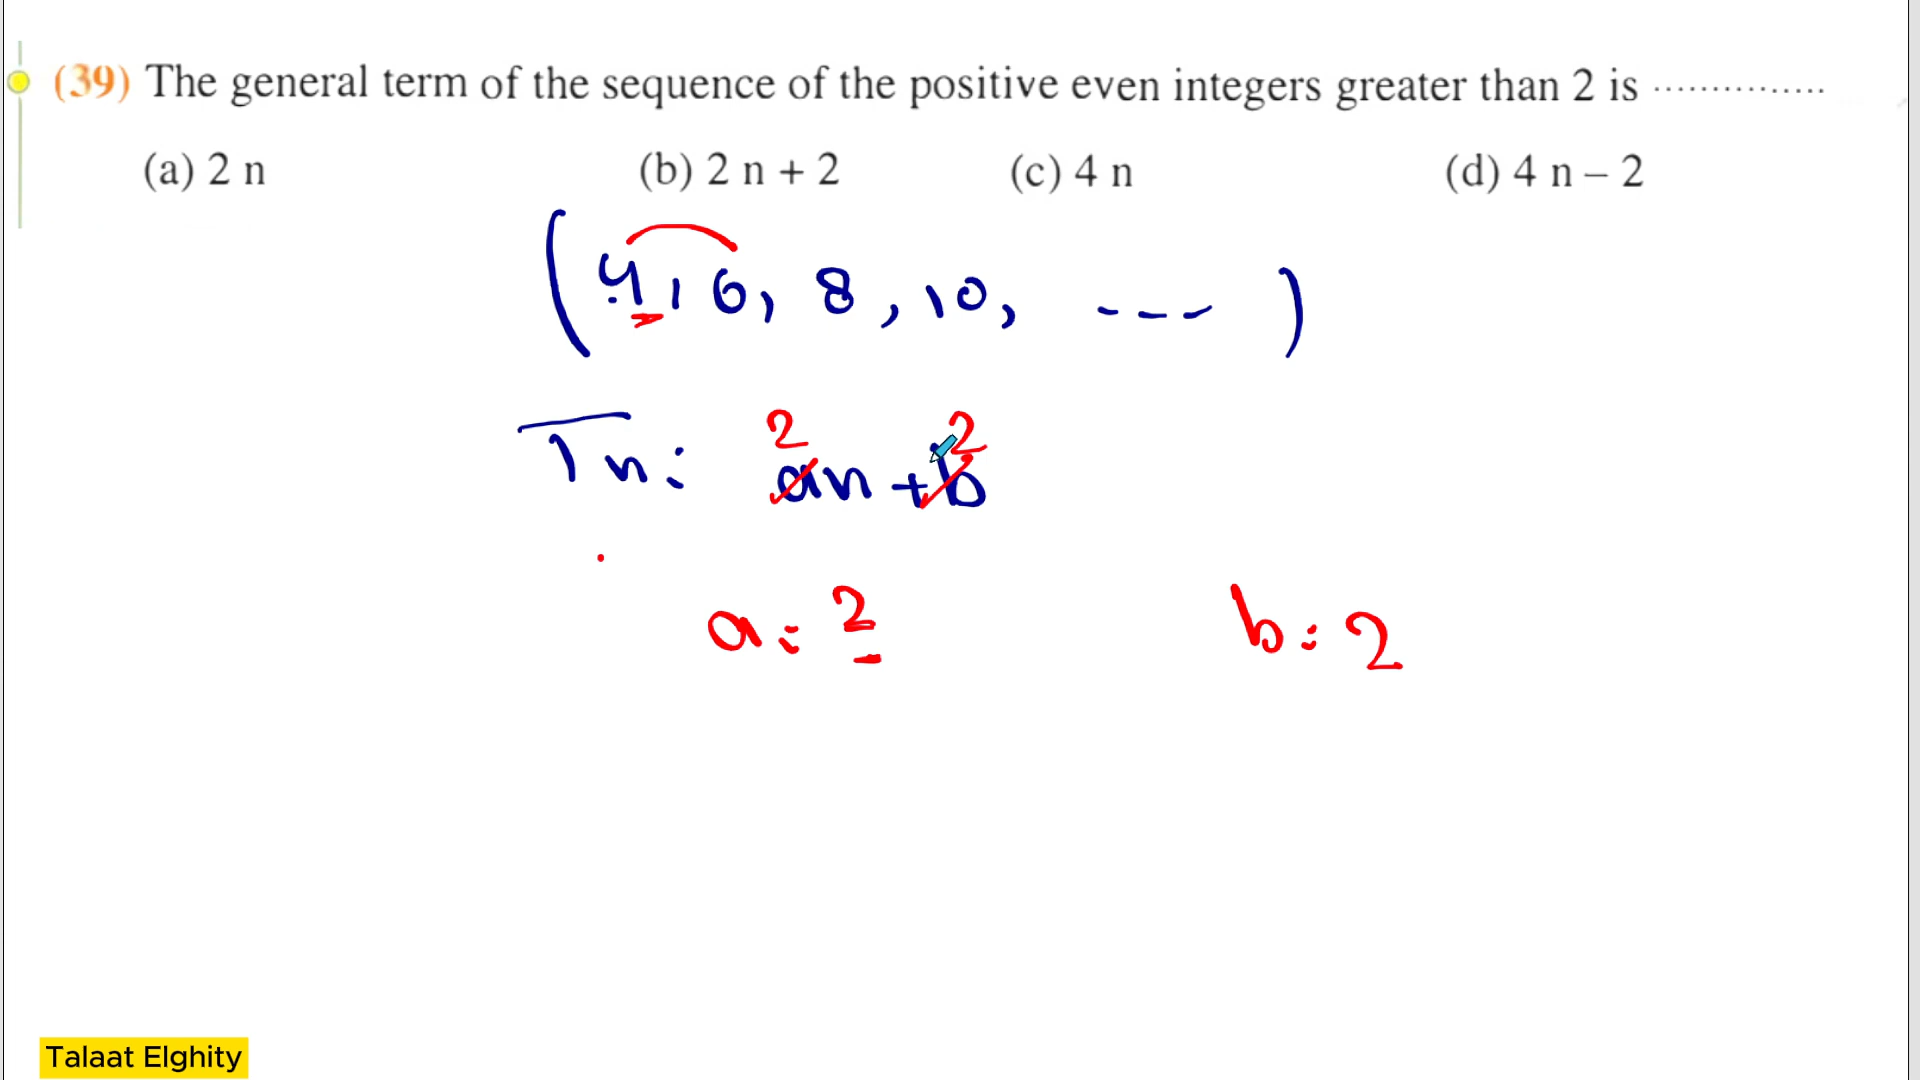 (39) The general term of the sequence of the positive even integers greater than 2 is ...............
(a) 2 n (b) 2 n + 2 (c) 4 n (d) 4 n – 2
(4, 6, 8, 10, --- )
Tn = an + b
2 2
a = 2 b = 2
Talaat Elghity